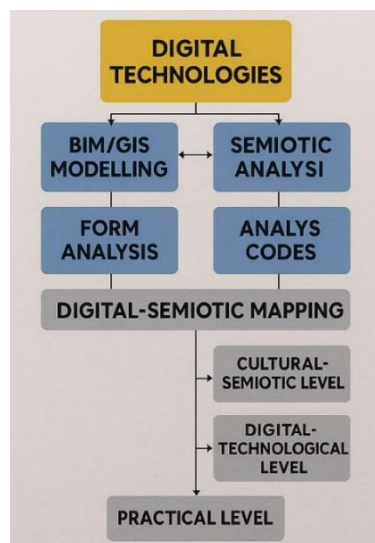 DIGITAL
TECHNOLOGIES
BIM/GIS
MODELLING
SEMIOTIC
ANALYSI
FORM
ANALYSIS
ANALYS
CODES
DIGITAL-SEMIOTIC MAPPING
CULTURAL-
SEMIOTIC LEVEL
DIGITAL-
TECHNOLOGICAL
LEVEL
PRACTICAL LEVEL